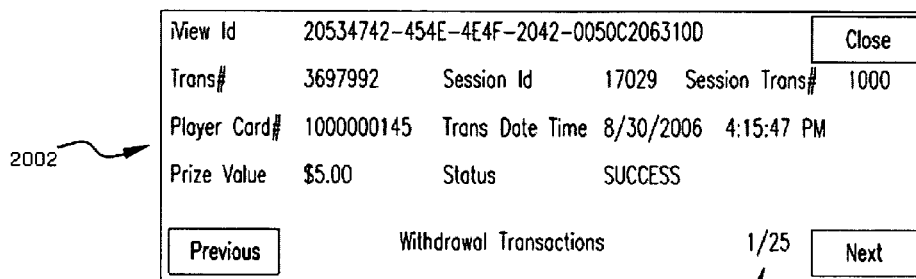 iView Id 20534742-454E-4E4F-2042-0050C206310D Close
Trans# 3697992 Session Id 17029 Session Trans# 1000
Player Card# 1000000145 Trans Date Time 8/30/2006 4:15:47 PM
2002
Prize Value $5.00 Status SUCCESS
Previous Withdrawal Transactions 1/25 Next